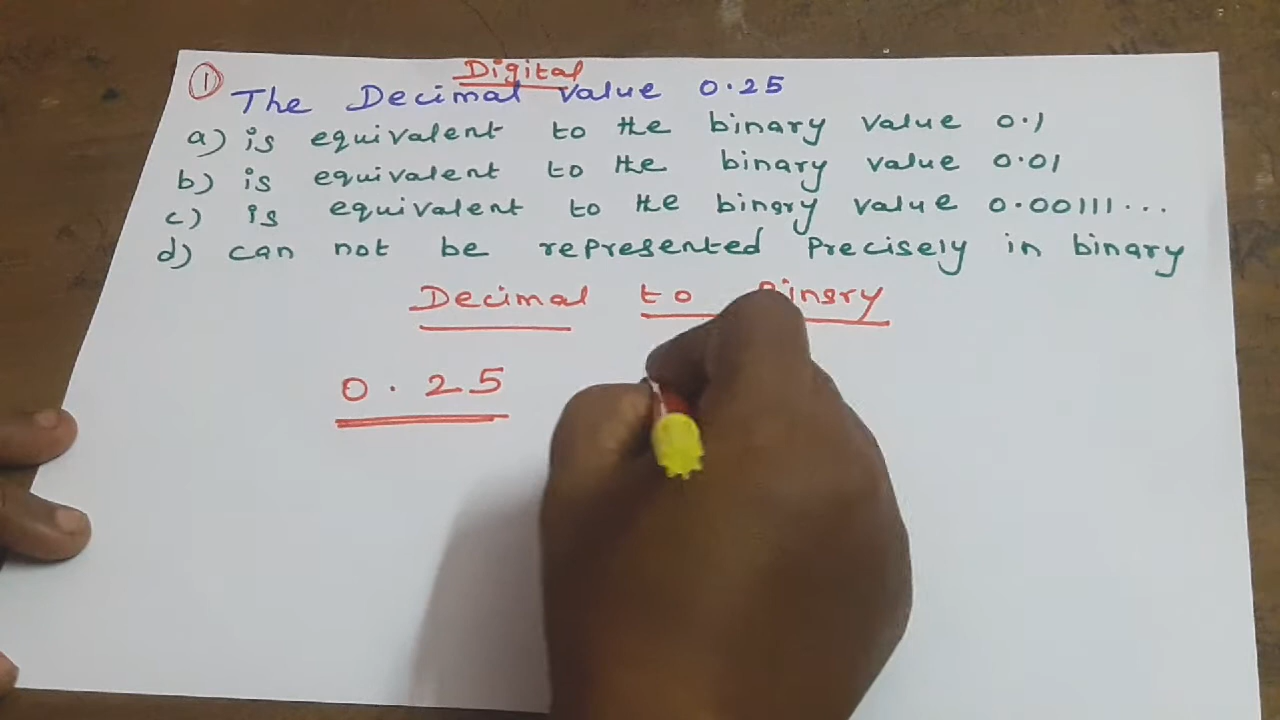 Digital
① The Decimal value 0.25
a) is equivalent to the binary value 0.1
b) is equivalent to the binary value 0.01
c) is equivalent to the binary value 0.00111...
d) can not be represented precisely in binary
Decimal to Binary
0.25